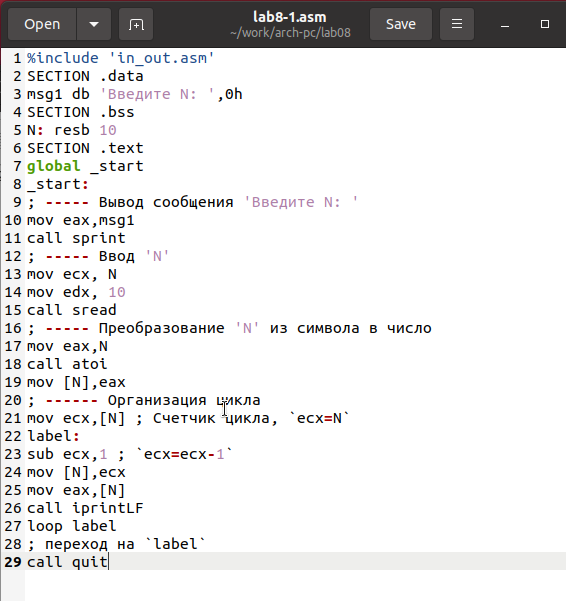 Open
lab8-1.asm
~/work/arch-pc/lab08
Save
1 %include 'in_out.asm'
2 SECTION .data
3 msg1 db 'Введите N: ',0h
4 SECTION .bss
5 N: resb 10
6 SECTION .text
7 global _start
8 _start:
9 ; ----- Вывод сообщения 'Введите N: '
10 mov eax,msg1
11 call sprint
12 ; ----- Ввод 'N'
13 mov ecx, N
14 mov edx, 10
15 call sread
16 ; ----- Преобразование 'N' из символа в число
17 mov eax,N
18 call atoi
19 mov [N],eax
20 ; ------ Организация цикла
21 mov ecx,[N] ; Счетчик цикла, `ecx=N`
22 label:
23 sub ecx,1 ; `ecx=ecx-1`
24 mov [N],ecx
25 mov eax,[N]
26 call iprintLF
27 loop label
28 ; переход на `label`
29 call quit